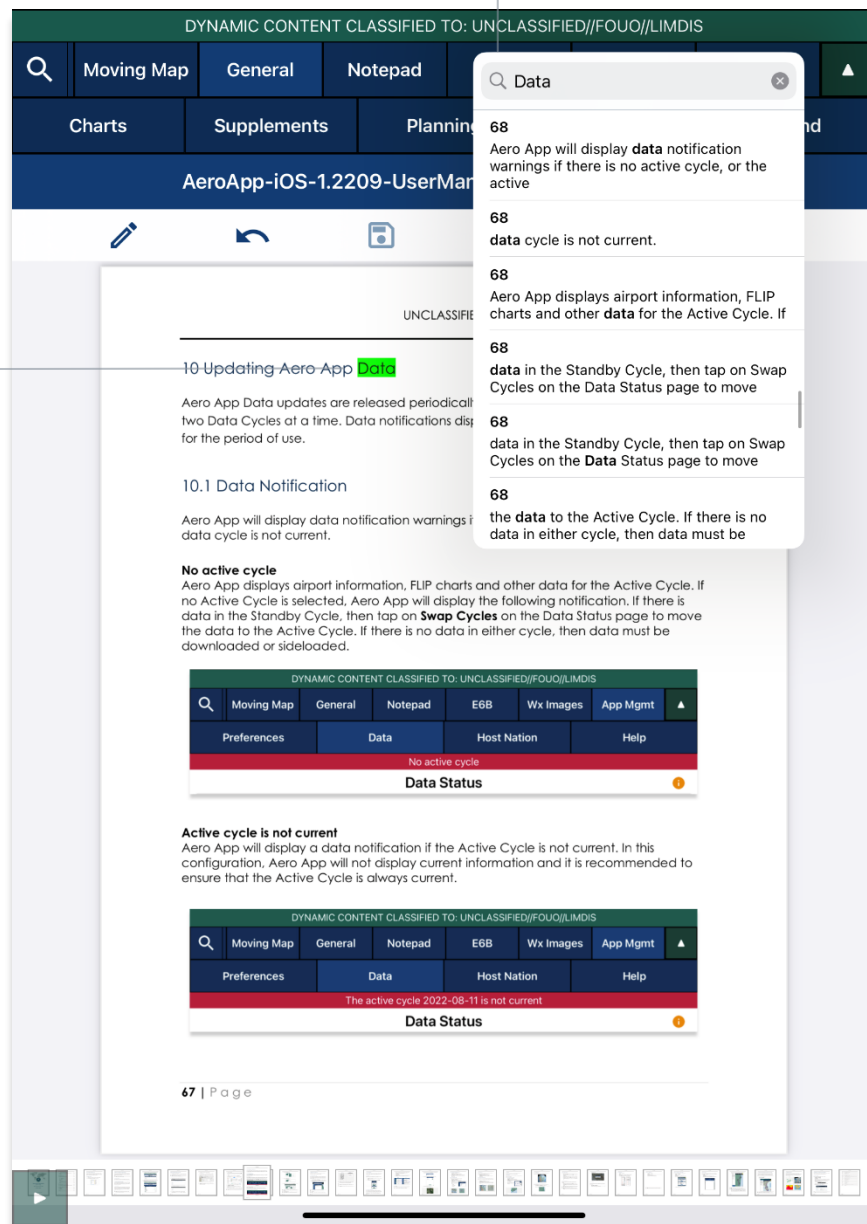 DYNAMIC CONTENT CLASSIFIED TO: UNCLASSIFIED//FOUO//LIMDIS
Moving Map General Notepad
Charts Supplements
AeroApp-iOS-1.2209-UserMan
Data
68
Aero App will display data notification
warnings if there is no active cycle, or the
active
68
data cycle is not current.
68
Aero App displays airport information, FLIP
charts and other data for the Active Cycle. If
68
data in the Standby Cycle, then tap on Swap
Cycles on the Data Status page to move
68
data in the Standby Cycle, then tap on Swap
Cycles on the Data Status page to move
68
the data to the Active Cycle. If there is no
data in either cycle, then data must be
10 Updating Aero App Data
Aero App Data updates are released
two Data Cycles at a time. Data notifications
for the period of use.
10.1 Data Notification
Aero App will display data notification warnings
data cycle is not current.
No active cycle
Aero App displays airport information, FLIP charts and other data for the Active Cycle. If
no Active Cycle is selected, Aero App will display the following notification. If there is
data in the Standby Cycle, then tap on Swap Cycles on the Data Status page to move
the data to the Active Cycle. If there is no data in either cycle, then data must be
downloaded or sideloaded.
DYNAMIC CONTENT CLASSIFIED TO: UNCLASSIFIED//FOUO//LIMDIS
Moving Map General Notepad E6B Wx Images App Mgmt
Preferences Data Host Nation Help
No active cycle
Data Status
Active cycle is not current
Aero App will display a data notification if the Active Cycle is not current. In this
configuration, Aero App will not display current information and it is recommended to
ensure that the Active Cycle is always current.
DYNAMIC CONTENT CLASSIFIED TO: UNCLASSIFIED//FOUO//LIMDIS
Moving Map General Notepad E6B Wx Images App Mgmt
Preferences Data Host Nation Help
The active cycle 2022-08-11 is not current
Data Status
67 | Page